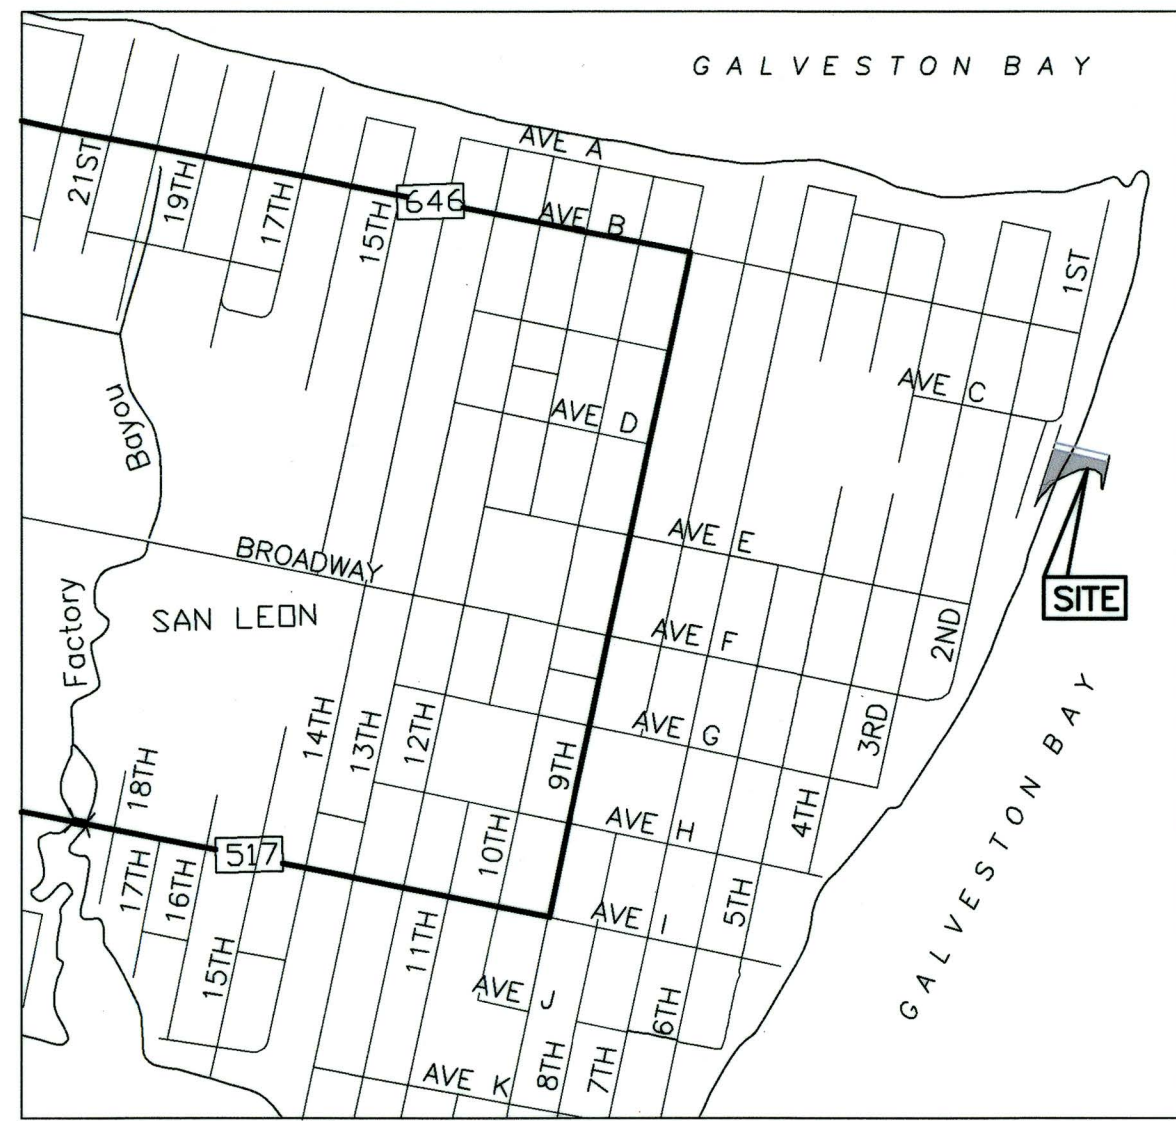 GALVESTON BAY
AVE A
21ST
19TH
17TH
15TH
646
AVE B
1ST
AVE C
AVE D
Bayou
AVE E
BROADWAY
SITE
Factory
SAN LEON
AVE F
2ND
14TH
13TH
12TH
AVE G
3RD
9TH
18TH
4TH
AVE H
10TH
517
17TH
16TH
5TH
AVE I
11TH
15TH
GALVESTON BAY
AVE J
6TH
8TH
7TH
AVE K